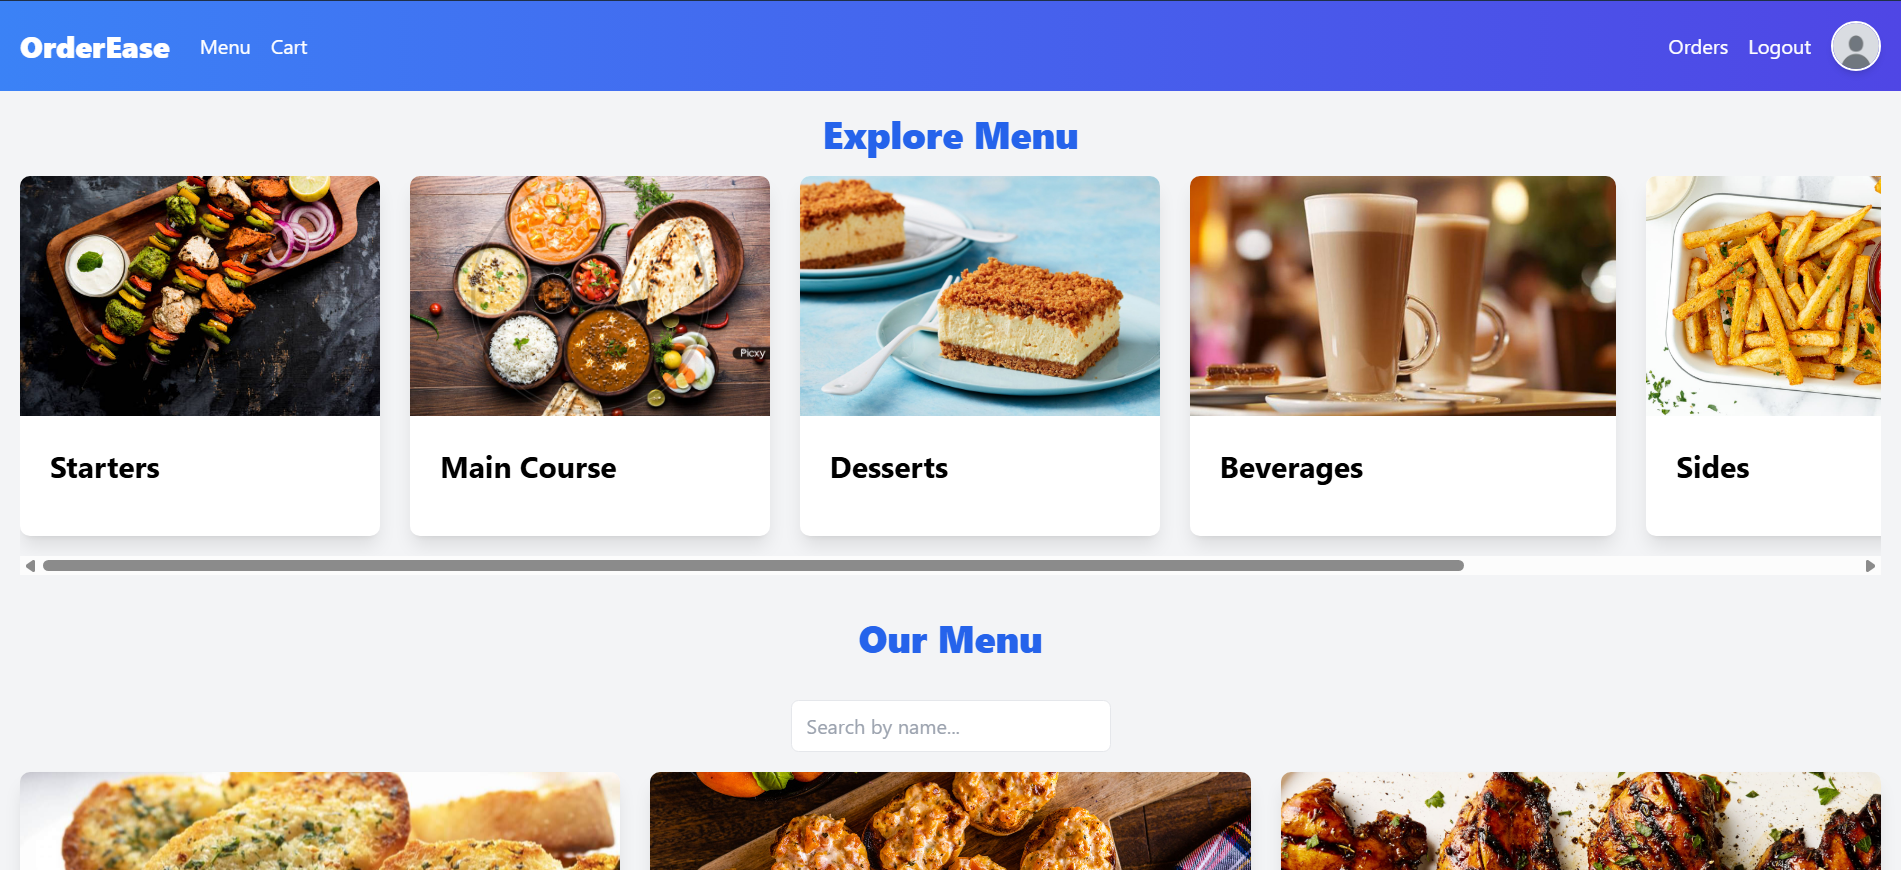 OrderEase Menu Cart Orders Logout
Explore Menu
Picxy
Starters
Main Course
Desserts
Beverages
Sides
Our Menu
Search by name...